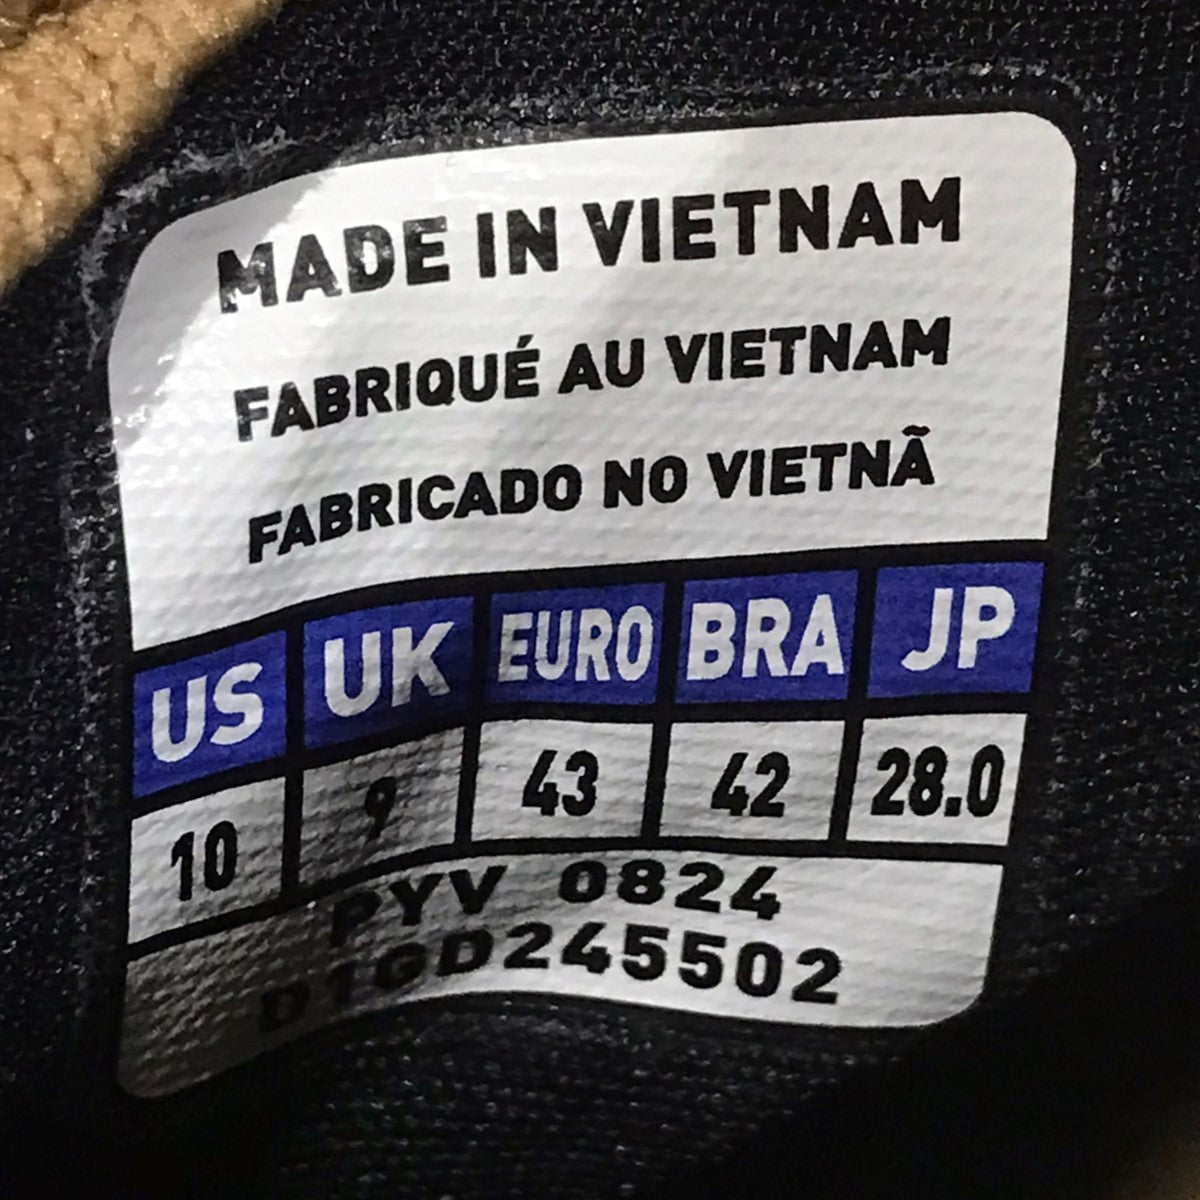 MADE IN VIETNAM
FABRIQUÉ AU VIETNAM
FABRICADO NO VIETNÃ
US UK EURO BRA JP
10 9 43 42 28.0
PYV 0824
D1GD245502